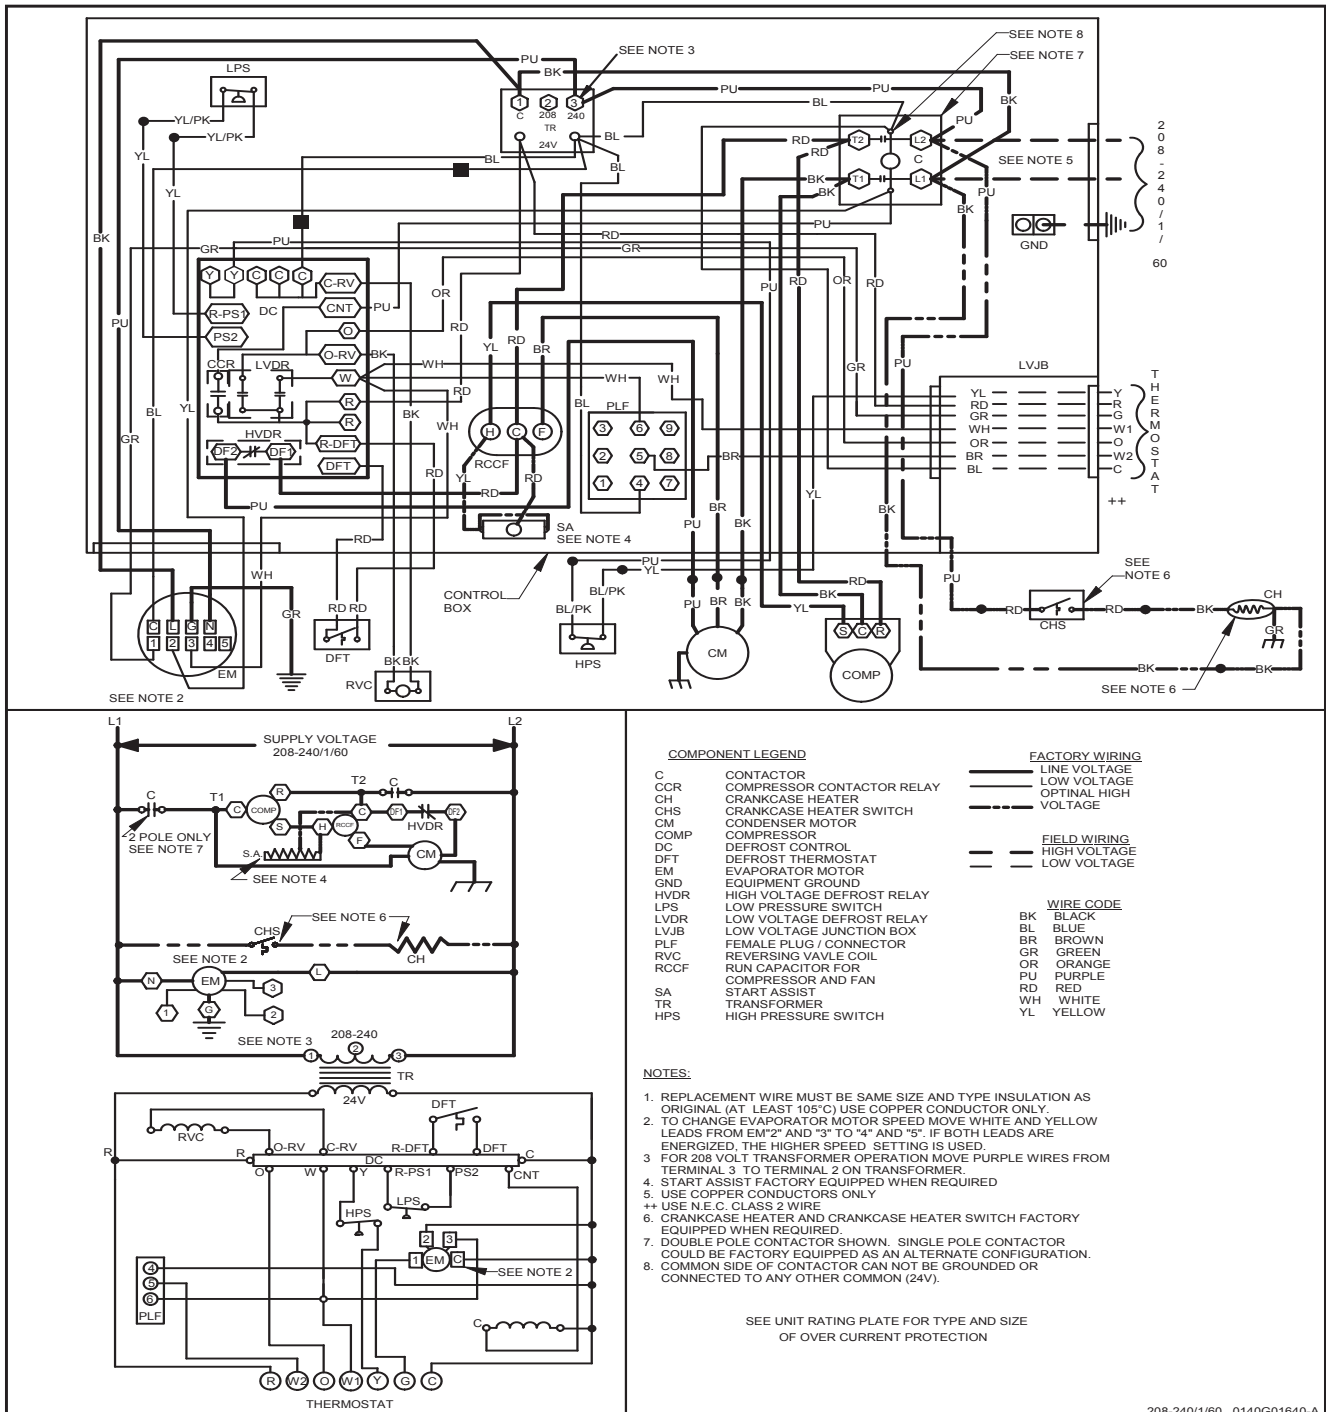 SEE NOTE 8
SEE NOTE 7
SEE NOTE 3
PU
BK
LPS
1 2 3
C 208 240
TR
24V
PU
PU
BL
BK
PU
YL/PK
YL/PK
BL
BL
BL
RD
RD
T2
L2
C
T1
L1
BK
BK
SEE NOTE 5
208-240/1/60
YL
YL
PU
BK
PU
GND
BK
PU
GR
PU
RD
GR
Y Y C C C
C-RV
R-PS1
DC
CNT
PU
PS2
O
O-RV
BK
CCR
LVDR
W
R
R
HVDR
R-DFT
DF2
DF1
DFT
OR
RD
YL
RD
BR
PU
RD
OR
RD
PU
WH
WH
WH
GR
RD
BK
WH
BL
YL
GR
BL
PLF
3 6 9
2 5 8
1 4 7
H C F
RCCF
YL
RD
RD
BR
RD
PU
SA
SEE NOTE 4
LVJB
YL
RD
GR
WH
OR
BR
BL
Y
R
G
W1
O
W2
C
THERMOSTAT
++
YL
BR
BK
PU
BK
RD
WH
GR
CONTROL
BOX
PU
YL
BL/PK
BL/PK
HPS
PU
BR
BK
CM
RD
BK
YL
S C R
COMP
PU
SEE
NOTE 6
RD
RD
CHS
BK
CH
GR
BK
BK
SEE NOTE 6
C L G N
1 2 3 4 5
EM
SEE NOTE 2
RD RD
DFT
BK BK
RVC
L1
L2
SUPPLY VOLTAGE
208-240/1/60
C
T1
C
COMP
R
S
T2
C
H
RCCF
C
F
DF1
HVDR
DF2
2 POLE ONLY
SEE NOTE 7
S.A.
SEE NOTE 4
CM
SEE NOTE 6
CHS
CH
SEE NOTE 2
N
EM
L
3
1
G
2
SEE NOTE 3
208-240
1 2 3
TR
24V
RVC
DFT
R
R
O-RV
C-RV
R-DFT
DFT
C
DC
O
W
Y
R-PS1
PS2
CNT
HPS
LPS
2 3
1 EM C
SEE NOTE 2
4
5
6
PLF
C
R W2 O W1 Y G C
THERMOSTAT
COMPONENT LEGEND
C CONTACTOR
CCR COMPRESSOR CONTACTOR RELAY
CH CRANKCASE HEATER
CHS CRANKCASE HEATER SWITCH
CM CONDENSER MOTOR
COMP COMPRESSOR
DC DEFROST CONTROL
DFT DEFROST THERMOSTAT
EM EVAPORATOR MOTOR
GND EQUIPMENT GROUND
HVDR HIGH VOLTAGE DEFROST RELAY
LPS LOW PRESSURE SWITCH
LVDR LOW VOLTAGE DEFROST RELAY
LVJB LOW VOLTAGE JUNCTION BOX
PLF FEMALE PLUG / CONNECTOR
RVC REVERSING VAVLE COIL
RCCF RUN CAPACITOR FOR
COMPRESSOR AND FAN
SA START ASSIST
TR TRANSFORMER
HPS HIGH PRESSURE SWITCH
FACTORY WIRING
LINE VOLTAGE
LOW VOLTAGE
OPTINAL HIGH
VOLTAGE
FIELD WIRING
HIGH VOLTAGE
LOW VOLTAGE
WIRE CODE
BK BLACK
BL BLUE
BR BROWN
GR GREEN
OR ORANGE
PU PURPLE
RD RED
WH WHITE
YL YELLOW
NOTES:
1. REPLACEMENT WIRE MUST BE SAME SIZE AND TYPE INSULATION AS
ORIGINAL (AT LEAST 105°C) USE COPPER CONDUCTOR ONLY.
2. TO CHANGE EVAPORATOR MOTOR SPEED MOVE WHITE AND YELLOW
LEADS FROM EM"2" AND "3" TO "4" AND "5". IF BOTH LEADS ARE
ENERGIZED, THE HIGHER SPEED SETTING IS USED.
3 FOR 208 VOLT TRANSFORMER OPERATION MOVE PURPLE WIRES FROM
TERMINAL 3 TO TERMINAL 2 ON TRANSFORMER.
4. START ASSIST FACTORY EQUIPPED WHEN REQUIRED
5. USE COPPER CONDUCTORS ONLY
++ USE N.E.C. CLASS 2 WIRE
6. CRANKCASE HEATER AND CRANKCASE HEATER SWITCH FACTORY
EQUIPPED WHEN REQUIRED.
7. DOUBLE POLE CONTACTOR SHOWN. SINGLE POLE CONTACTOR
COULD BE FACTORY EQUIPPED AS AN ALTERNATE CONFIGURATION.
8. COMMON SIDE OF CONTACTOR CAN NOT BE GROUNDED OR
CONNECTED TO ANY OTHER COMMON (24V).
SEE UNIT RATING PLATE FOR TYPE AND SIZE
OF OVER CURRENT PROTECTION
208-240/1/60 0140G01640-A